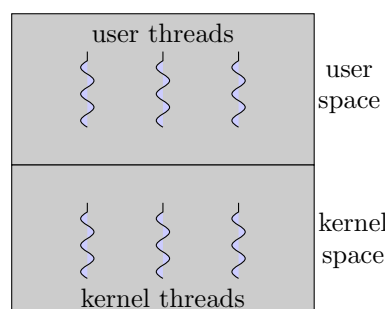 user threads
user
space
kernel
space
kernel threads